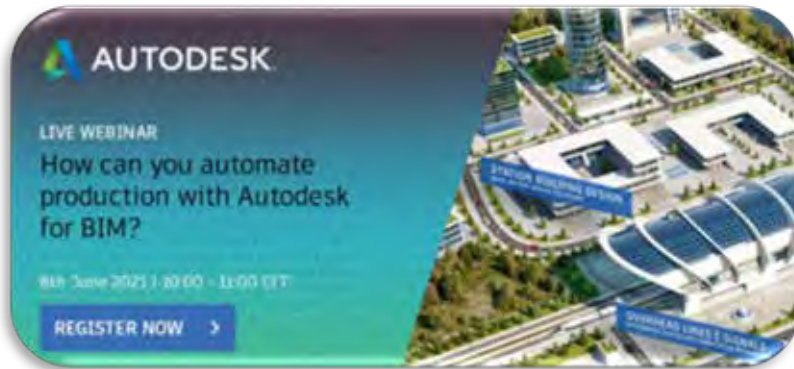 AUTODESK
LIVE WEBINAR
How can you automate
production with Autodesk
for BIM?
8th June 2021 | 10:00 - 11:00 CET
REGISTER NOW >
STATION BUILDING DESIGN
OVERHEAD LINES & SIGNALS